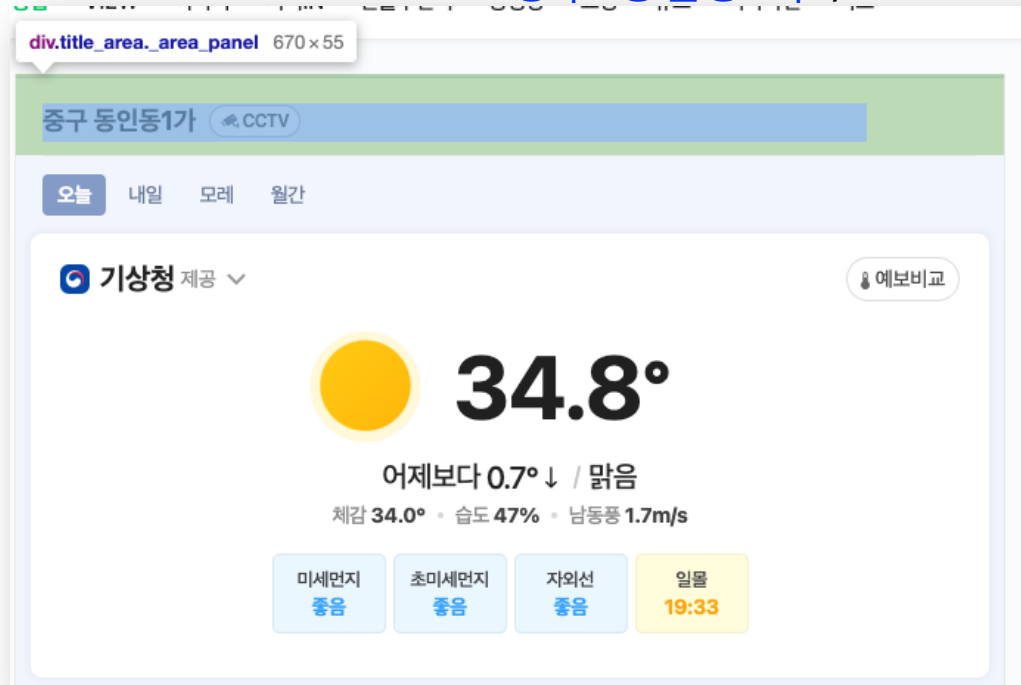 div.title_area._area_panel 670×55
중구 동인동1가 CCTV
오늘 내일 모레 월간
기상청 제공 예보비교
34.8°
어제보다 0.7°↓ / 맑음
체감 34.0° • 습도 47% • 남동풍 1.7m/s
미세먼지 초미세먼지 자외선 일몰
좋음 좋음 좋음 19:33